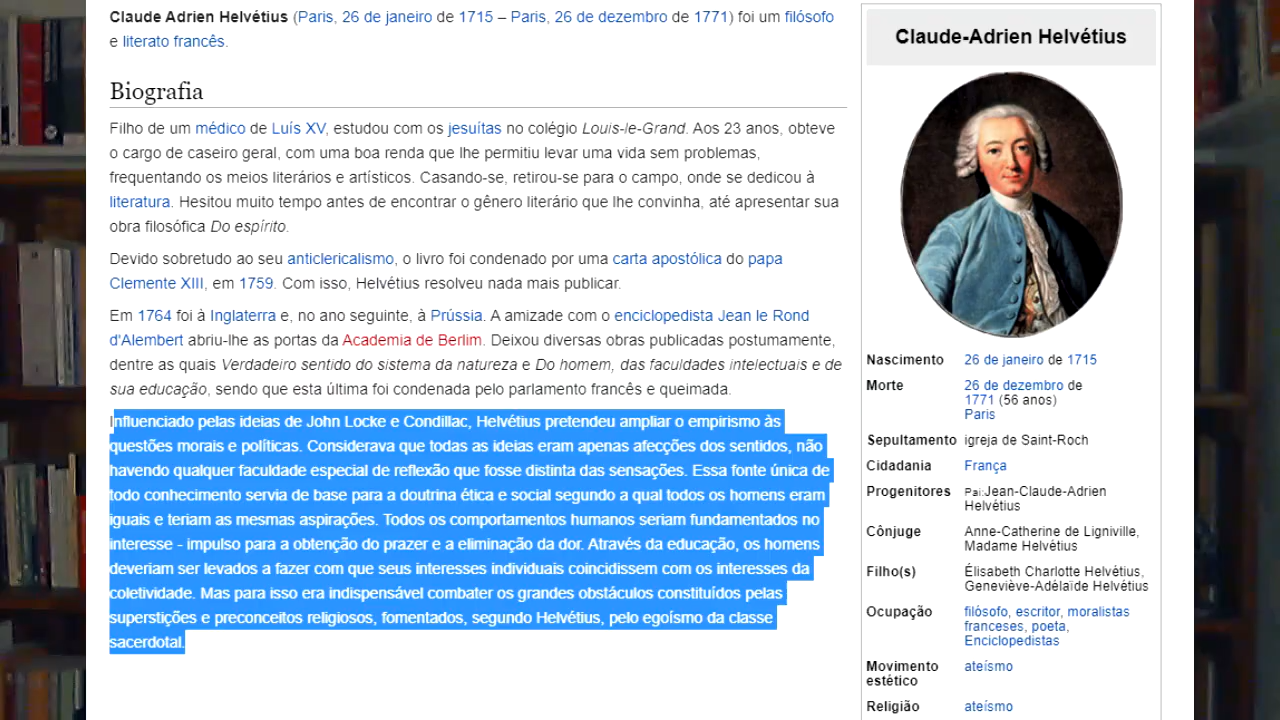 Claude Adrien Helvétius (Paris, 26 de janeiro de 1715 – Paris, 26 de dezembro de 1771) foi um filósofo
e literato francês.
Biografia
Filho de um médico de Luís XV, estudou com os jesuítas no colégio Louis-le-Grand. Aos 23 anos, obteve
o cargo de caseiro geral, com uma boa renda que lhe permitiu levar uma vida sem problemas,
frequentando os meios literários e artísticos. Casando-se, retirou-se para o campo, onde se dedicou à
literatura. Hesitou muito tempo antes de encontrar o gênero literário que lhe convinha, até apresentar sua
obra filosófica Do espírito.
Devido sobretudo ao seu anticlericalismo, o livro foi condenado por uma carta apostólica do papa
Clemente XIII, em 1759. Com isso, Helvétius resolveu nada mais publicar.
Em 1764 foi à Inglaterra e, no ano seguinte, à Prússia. A amizade com o enciclopedista Jean le Rond
d'Alembert abriu-lhe as portas da Academia de Berlim. Deixou diversas obras publicadas postumamente,
dentre as quais Verdadeiro sentido do sistema da natureza e Do homem, das faculdades intelectuais e de
sua educação, sendo que esta última foi condenada pelo parlamento francês e queimada.
Influenciado pelas ideias de John Locke e Condillac, Helvétius pretendeu ampliar o empirismo às
questões morais e políticas. Considerava que todas as ideias eram apenas afecções dos sentidos, não
havendo qualquer faculdade especial de reflexão que fosse distinta das sensações. Essa fonte única de
todo conhecimento servia de base para a doutrina ética e social segundo a qual todos os homens eram
iguais e teriam as mesmas aspirações. Todos os comportamentos humanos seriam fundamentados no
interesse - impulso para a obtenção do prazer e a eliminação da dor. Através da educação, os homens
deveriam ser levados a fazer com que seus interesses individuais coincidissem com os interesses da
coletividade. Mas para isso era indispensável combater os grandes obstáculos constituídos pelas
superstições e preconceitos religiosos, fomentados, segundo Helvétius, pelo egoísmo da classe
sacerdotal.
Claude-Adrien Helvétius
Nascimento 26 de janeiro de 1715
Morte 26 de dezembro de
1771 (56 anos)
Paris
Sepultamento igreja de Saint-Roch
Cidadania França
Progenitores Pai:Jean-Claude-Adrien
Helvétius
Cônjuge Anne-Catherine de Ligniville,
Madame Helvétius
Filho(s) Élisabeth Charlotte Helvétius,
Geneviève-Adélaïde Helvétius
Ocupação filósofo, escritor, moralistas
franceses, poeta,
Enciclopedistas
Movimento ateísmo
estético
Religião ateísmo